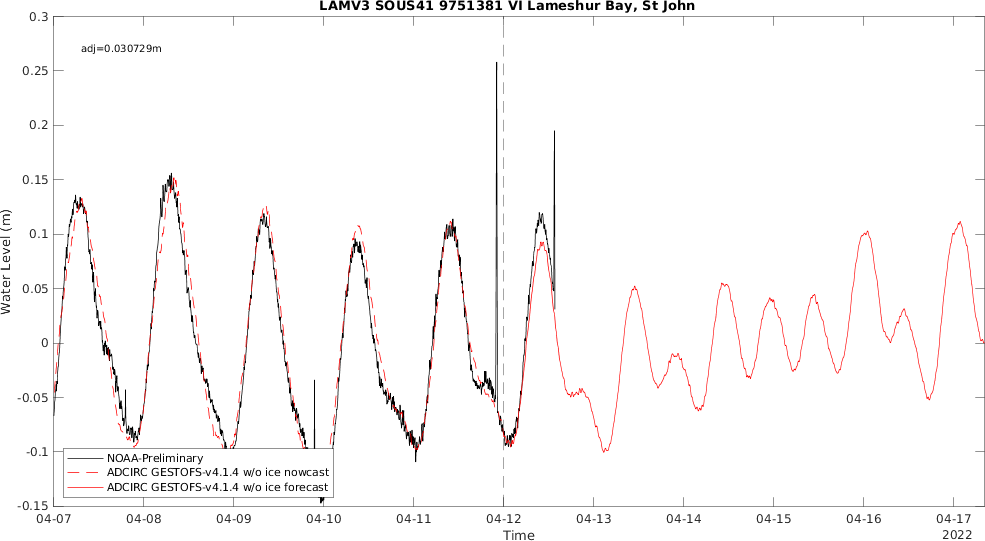 LAMV3 SOUS41 9751381 VI Lameshur Bay, St John
adj=0.030729m
0.3
0.25
0.2
0.15
0.1
0.05
0
-0.05
-0.1
-0.15
Water Level (m)
NOAA-Preliminary
ADCIRC GESTOFS-v4.1.4 w/o ice nowcast
ADCIRC GESTOFS-v4.1.4 w/o ice forecast
04-07 04-08 04-09 04-10 04-11 04-12 04-13 04-14 04-15 04-16 04-17
Time
2022